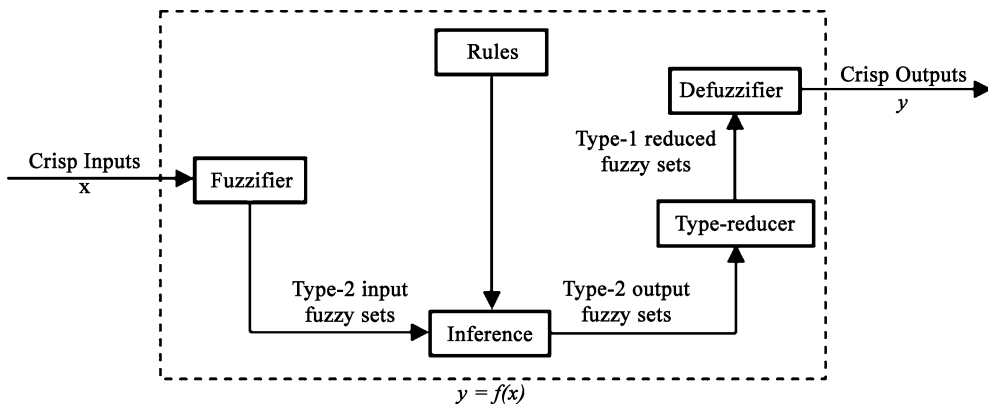 Rules
Defuzzifier
Crisp Outputs
y
Type-1 reduced
fuzzy sets
Crisp Inputs
x
Fuzzifier
Type-reducer
Type-2 input
fuzzy sets
Type-2 output
fuzzy sets
Inference
y = f(x)